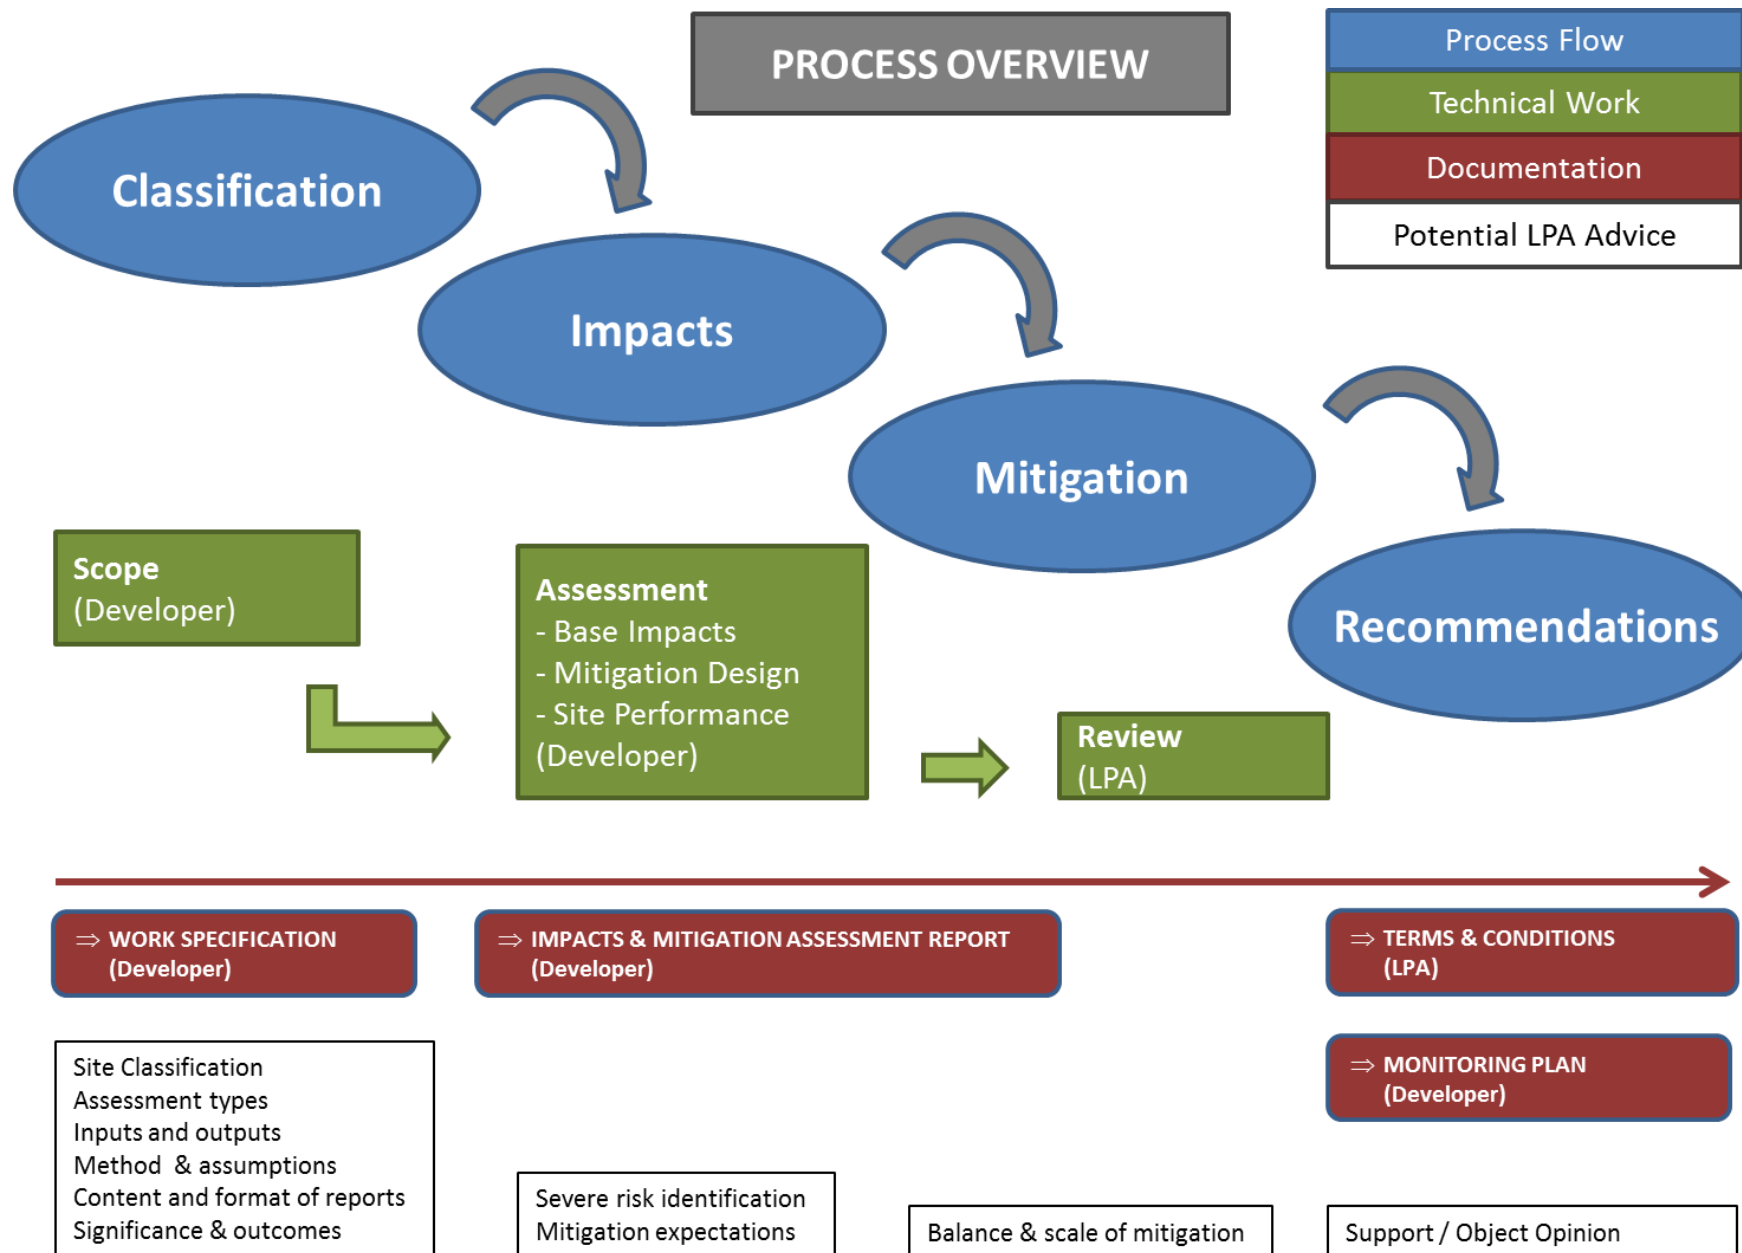 PROCESS OVERVIEW
Process Flow
Technical Work
Documentation
Potential LPA Advice
Classification
Impacts
Mitigation
Recommendations
Scope
(Developer)
Assessment
- Base Impacts
- Mitigation Design
- Site Performance
(Developer)
Review
(LPA)
⇒ WORK SPECIFICATION
(Developer)
⇒ IMPACTS & MITIGATION ASSESSMENT REPORT
(Developer)
⇒ TERMS & CONDITIONS
(LPA)
⇒ MONITORING PLAN
(Developer)
Site Classification
Assessment types
Inputs and outputs
Method & assumptions
Content and format of reports
Significance & outcomes
Severe risk identification
Mitigation expectations
Balance & scale of mitigation
Support / Object Opinion